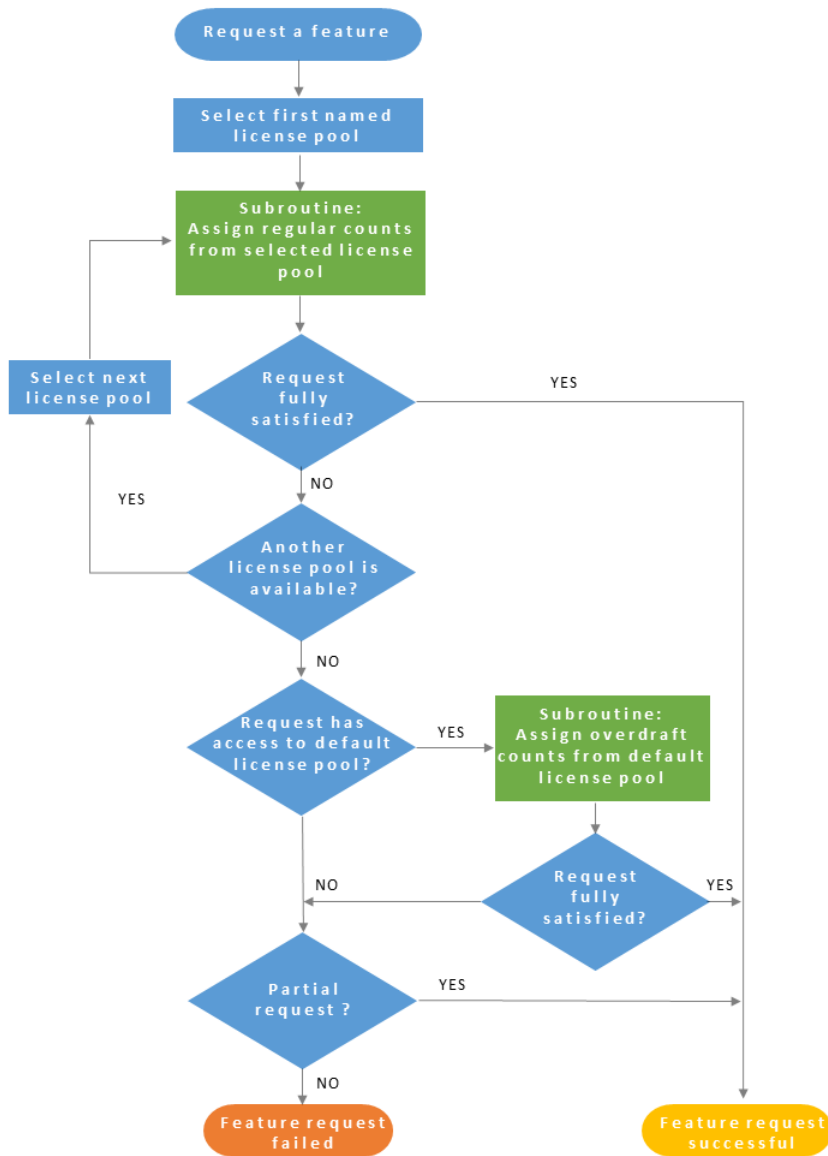 Request a feature
Select first named
license pool
Subroutine:
Assign regular counts
from selected license
pool
Select next
license pool
Request
fully
satisfied?
YES
NO
YES
Another
license pool is
available?
NO
Request has
access to default
license pool?
YES
Subroutine:
Assign overdraft
counts from default
license pool
NO
Request
fully
satisfied?
YES
Partial
request ?
YES
NO
Feature request
failed
Feature request
successful